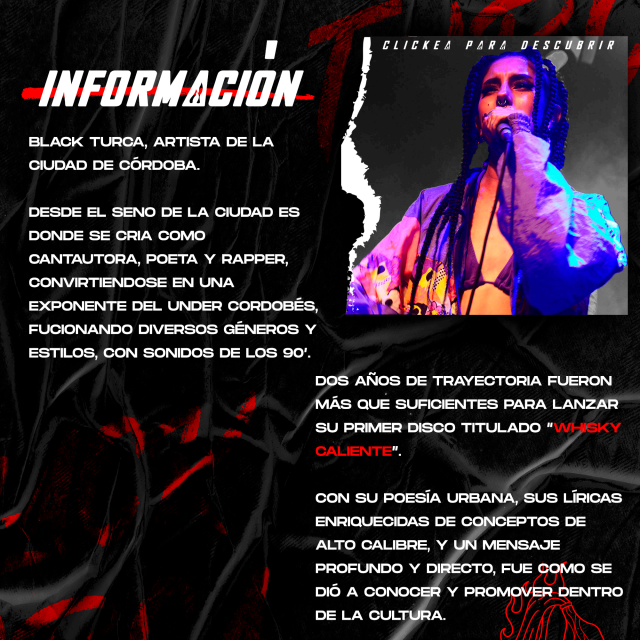 CLICKEA PARA DESCUBRIR
INFORMACIÓN
BLACK TURCA, ARTISTA DE LA
CIUDAD DE CÓRDOBA.
DESDE EL SENO DE LA CIUDAD ES
DONDE SE CRIA COMO
CANTAUTORA, POETA Y RAPPER,
CONVIRTIENDOSE EN UNA
EXPONENTE DEL UNDER CORDOBÉS,
FUCIONANDO DIVERSOS GÉNEROS Y
ESTILOS, CON SONIDOS DE LOS 90'.
DOS AÑOS DE TRAYECTORIA FUERON
MÁS QUE SUFICIENTES PARA LANZAR
SU PRIMER DISCO TITULADO “WHISKY
CALIENTE”.
CON SU POESÍA URBANA, SUS LÍRICAS
ENRIQUECIDAS DE CONCEPTOS DE
ALTO CALIBRE, Y UN MENSAJE
PROFUNDO Y DIRECTO, FUE COMO SE
DIÓ A CONOCER Y PROMOVER DENTRO
DE LA CULTURA.